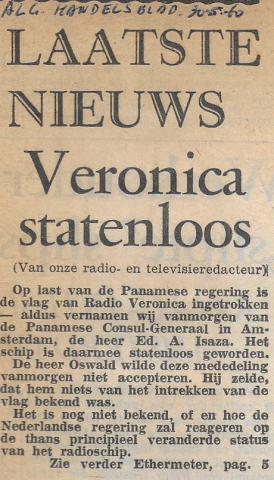 ALG. HANDELSBLAD. 30-5-60
LAATSTE
NIEUWS
Veronica
statenloos
(Van onze radio- en televisieredacteur)
Op last van de Panamese regering is
de vlag van Radio Veronica ingetrokken
— aldus vernamen wij vanmorgen van
de Panamese Consul-Generaal in Am-
sterdam, de heer Ed. A. Isaza. Het
schip is daarmee statenloos geworden.
De heer Oswald wilde deze mededeling
vanmorgen niet accepteren. Hij zeide,
dat hem niets van het intrekken van de
vlag bekend was.
Het is nog niet bekend, of en hoe de
Nederlandse regering zal reageren op
de thans principieel veranderde status
van het radioschip.
Zie verder Ethermeter, pag. 5